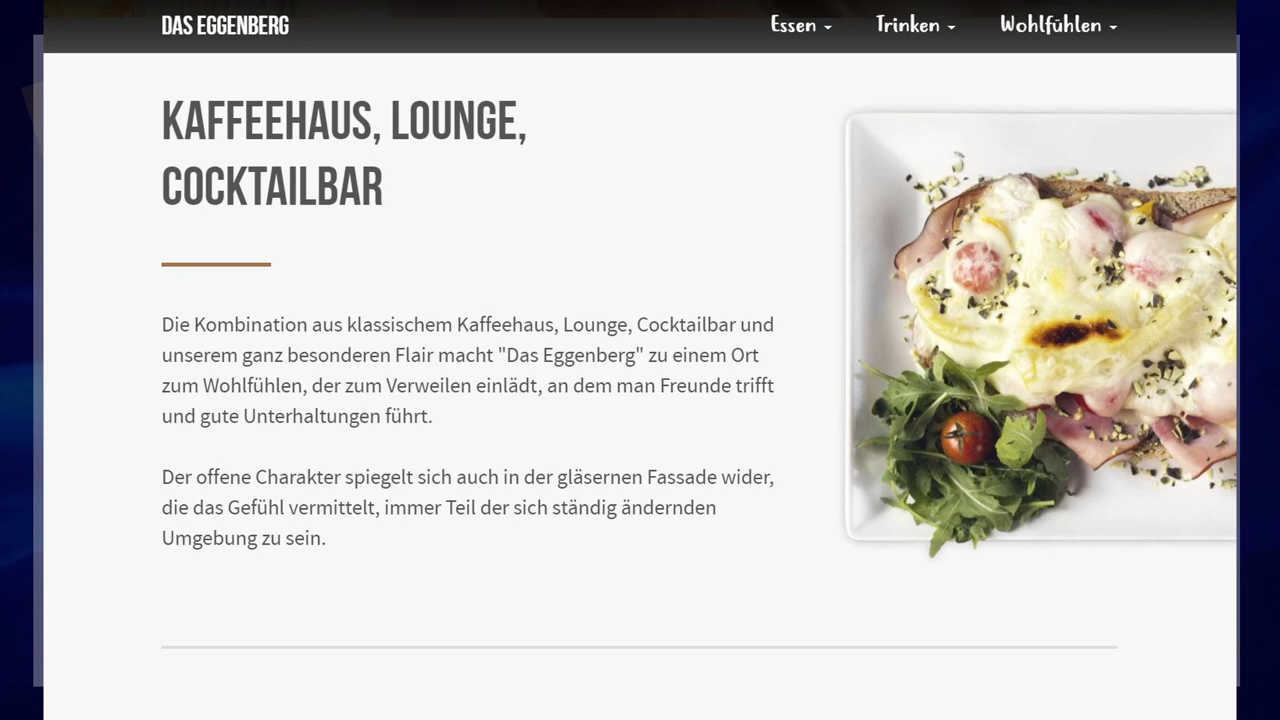 DAS EGGENBERG
Essen
Trinken
Wohlfühlen
KAFFEEHAUS, LOUNGE,
COCKTAILBAR
Die Kombination aus klassischem Kaffeehaus, Lounge, Cocktailbar und
unserem ganz besonderen Flair macht "Das Eggenberg" zu einem Ort
zum Wohlfühlen, der zum Verweilen einlädt, an dem man Freunde trifft
und gute Unterhaltungen führt.
Der offene Charakter spiegelt sich auch in der gläsernen Fassade wider,
die das Gefühl vermittelt, immer Teil der sich ständig ändernden
Umgebung zu sein.